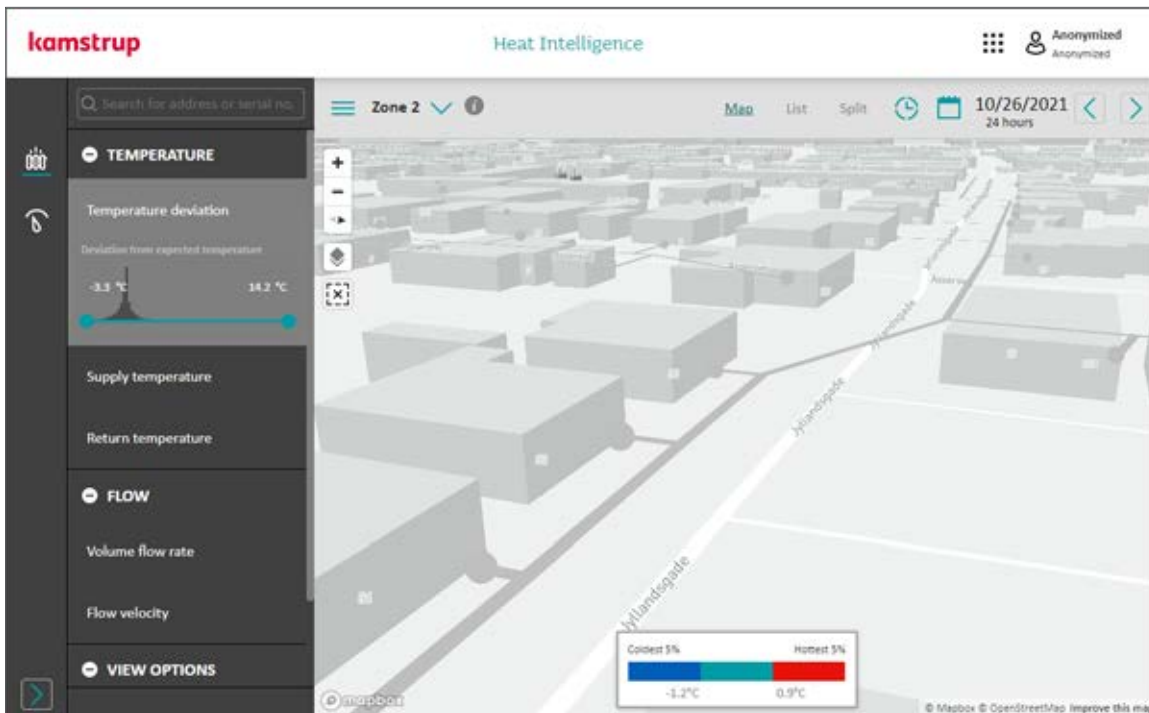 kamstrup
Heat Intelligence
Anonymized
Anonymized
Search for address or serial no.
Zone 2
Map
List
Split
10/26/2021
24 hours
TEMPERATURE
Temperature deviation
Deviation from expected temperature
-3.3 °C
14.2 °C
Supply temperature
Return temperature
FLOW
Volume flow rate
Flow velocity
VIEW OPTIONS
Jyllandsgade
Jyllandsgade
Jyllandsgade
Jyllandsgade
Coldest 5%
Hottest 5%
-1.2°C
0.9°C
mapbox
© Mapbox © OpenStreetMap Improve this map